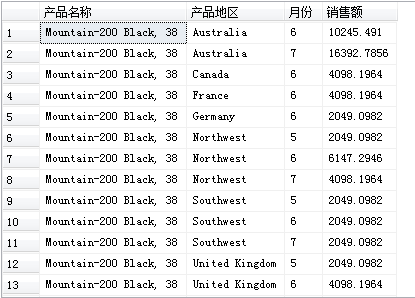 产品名称 产品地区 月份 销售额
1 Mountain-200 Black, 38 Australia 6 10245.491
2 Mountain-200 Black, 38 Australia 7 16392.7856
3 Mountain-200 Black, 38 Canada 6 4098.1964
4 Mountain-200 Black, 38 France 6 4098.1964
5 Mountain-200 Black, 38 Germany 6 2049.0982
6 Mountain-200 Black, 38 Northwest 5 2049.0982
7 Mountain-200 Black, 38 Northwest 6 6147.2946
8 Mountain-200 Black, 38 Northwest 7 4098.1964
9 Mountain-200 Black, 38 Southwest 5 2049.0982
10 Mountain-200 Black, 38 Southwest 6 2049.0982
11 Mountain-200 Black, 38 Southwest 7 2049.0982
12 Mountain-200 Black, 38 United Kingdom 5 2049.0982
13 Mountain-200 Black, 38 United Kingdom 6 4098.1964